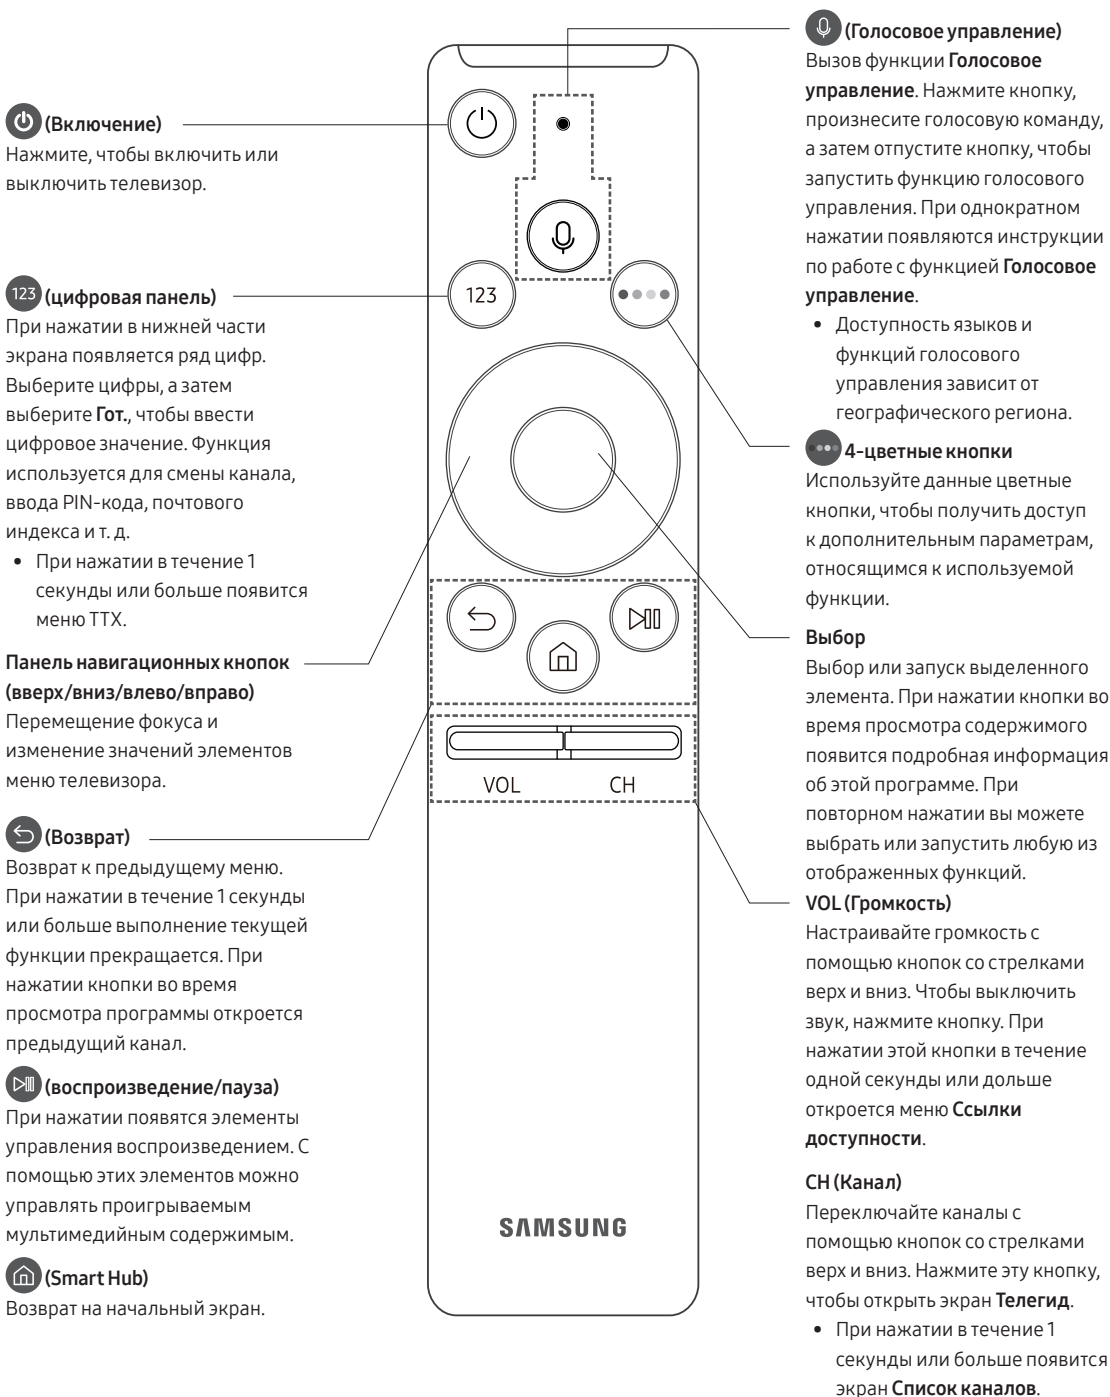 (Включение)
Нажмите, чтобы включить или
выключить телевизор.
123 (цифровая панель)
При нажатии в нижней части
экрана появляется ряд цифр.
Выберите цифры, а затем
выберите Гот., чтобы ввести
цифровое значение. Функция
используется для смены канала,
ввода PIN-кода, почтового
индекса и т. д.
• При нажатии в течение 1
секунды или больше появится
меню TTX.
Панель навигационных кнопок
(вверх/вниз/влево/вправо)
Перемещение фокуса и
изменение значений элементов
меню телевизора.
(Возврат)
Возврат к предыдущему меню.
При нажатии в течение 1 секунды
или больше выполнение текущей
функции прекращается. При
нажатии кнопки во время
просмотра программы откроется
предыдущий канал.
(воспроизведение/пауза)
При нажатии появятся элементы
управления воспроизведением. С
помощью этих элементов можно
управлять проигрываемым
мультимедийным содержимым.
(Smart Hub)
Возврат на начальный экран.
123
VOL
CH
SAMSUNG
(Голосовое управление)
Вызов функции Голосовое
управление. Нажмите кнопку,
произнесите голосовую команду,
а затем отпустите кнопку, чтобы
запустить функцию голосового
управления. При однократном
нажатии появляются инструкции
по работе с функцией Голосовое
управление.
• Доступность языков и
функций голосового
управления зависит от
географического региона.
4-цветные кнопки
Используйте данные цветные
кнопки, чтобы получить доступ
к дополнительным параметрам,
относящимся к используемой
функции.
Выбор
Выбор или запуск выделенного
элемента. При нажатии кнопки во
время просмотра содержимого
появится подробная информация
об этой программе. При
повторном нажатии вы можете
выбрать или запустить любую из
отображенных функций.
VOL (Громкость)
Настраивайте громкость с
помощью кнопок со стрелками
верх и вниз. Чтобы выключить
звук, нажмите кнопку. При
нажатии этой кнопки в течение
одной секунды или дольше
откроется меню Ссылки
доступности.
CH (Канал)
Переключайте каналы с
помощью кнопок со стрелками
верх и вниз. Нажмите эту кнопку,
чтобы открыть экран Телегид.
• При нажатии в течение 1
секунды или больше появится
экран Список каналов.